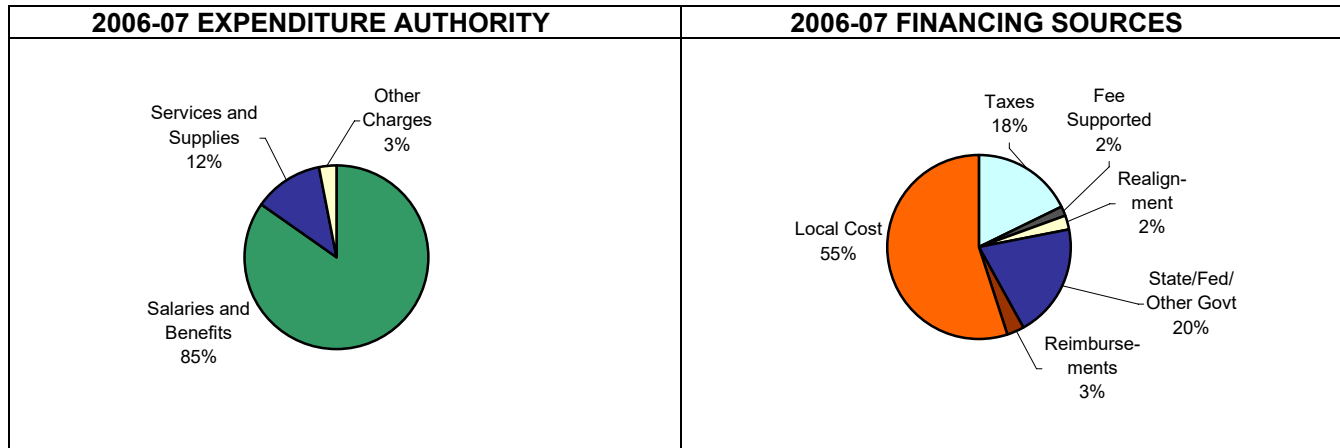 2006-07 EXPENDITURE AUTHORITY
Other
Charges
3%
Services and
Supplies
12%
Salaries and
Benefits
85%
2006-07 FINANCING SOURCES
Taxes
18%
Fee
Supported
2%
Realign-
ment
2%
State/Fed/
Other Govt
20%
Reimburse-
ments
3%
Local Cost
55%